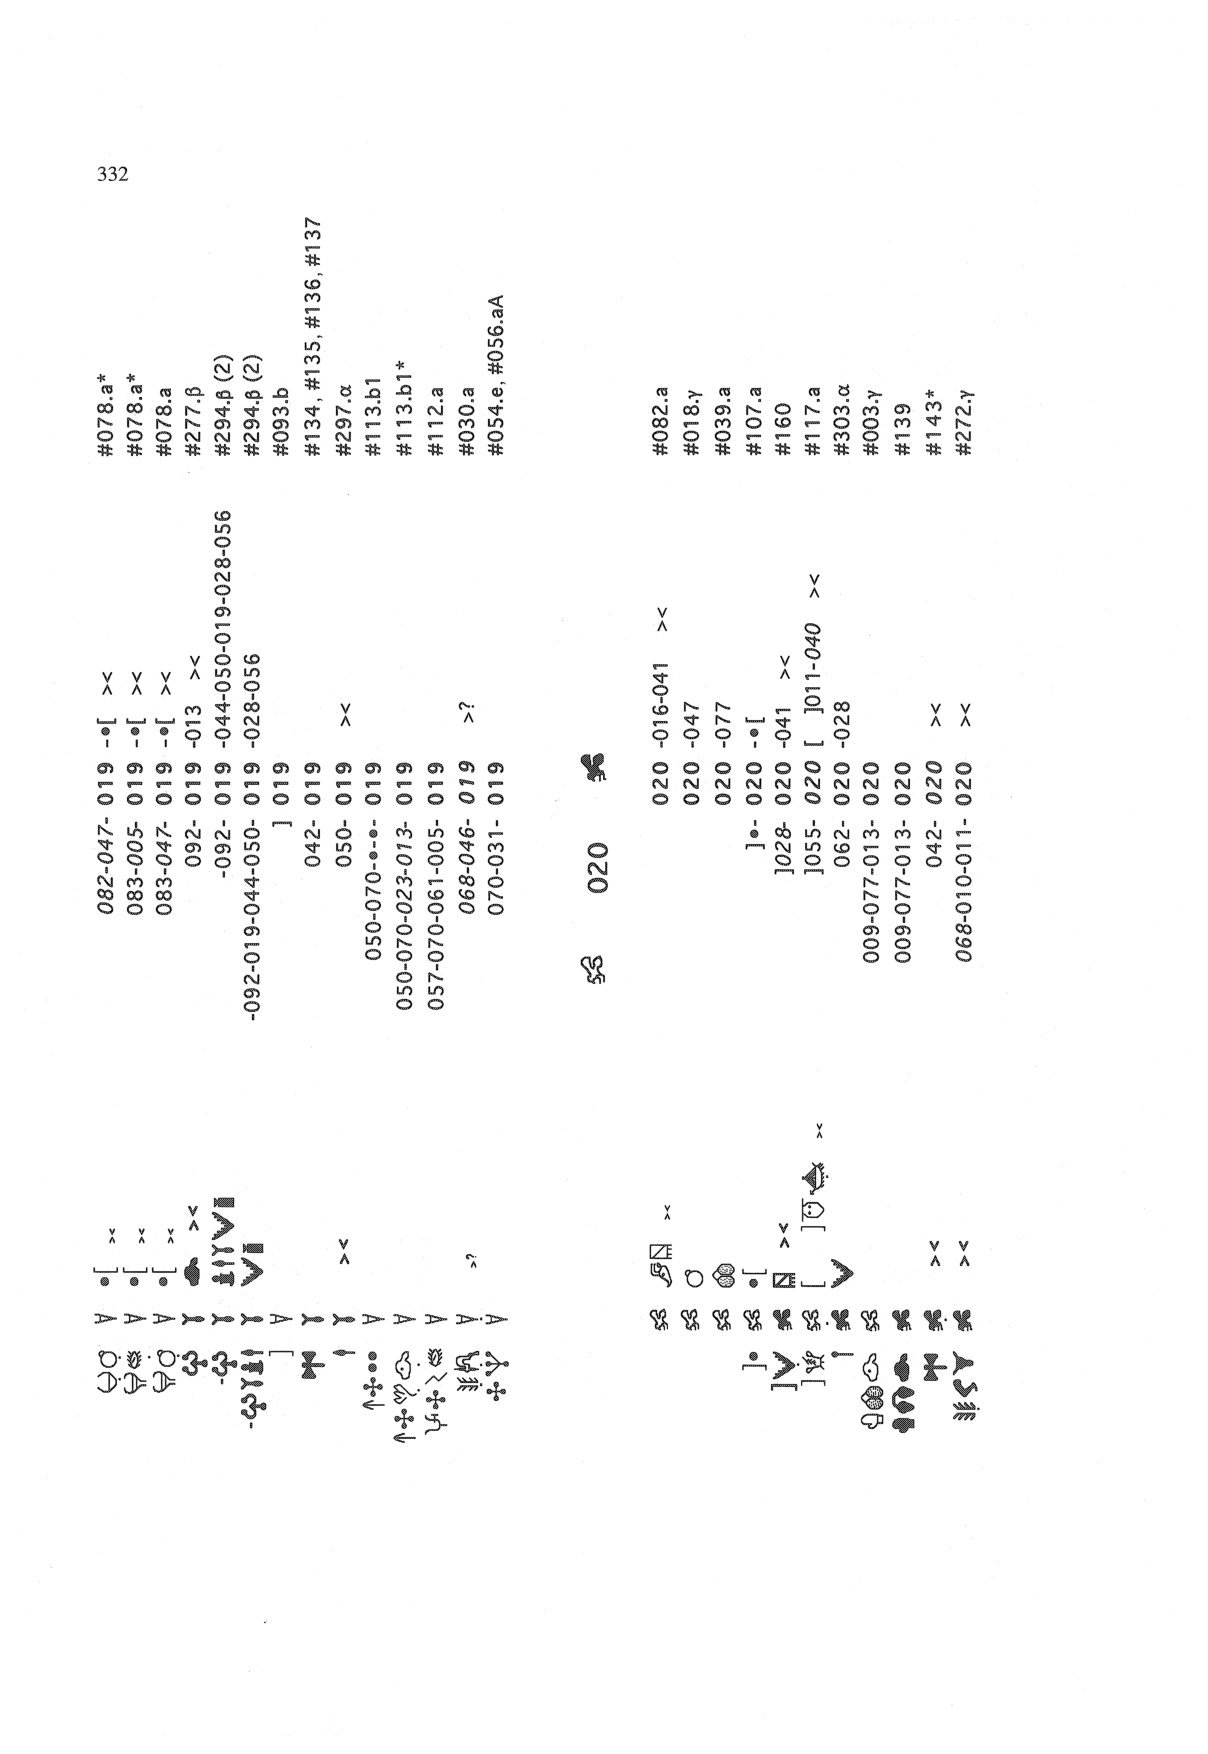 332
082-047- 019 -•[ >< #078.a*
083-005- 019 -•[ >< #078.a*
083-047- 019 -•[ >< #078.a
092- 019 -013 >< #277.β
-092- 019 -044-050-019-028-056 #294.β (2)
-092-019-044-050- 019 -028-056 #294.β (2)
] 019 #093.b
042- 019 #134, #135, #136, #137
050- 019 >< #297.α
050-070-•-•- 019 #113.b1
050-070-023-013- 019 #113.b1*
057-070-061-005- 019 #112.a
068-046- 019 >? #030.a
070-031- 019 #054.e, #056.aA
020
020 -016-041 >< #082.a
020 -047 #018.γ
020 -077 #039.a
]•- 020 -•[ #107.a
]028- 020 -041 >< #160
]055- 020 [ ]011-040 >< #117.a
062- 020 -028 #303.α
009-077-013- 020 #003.γ
009-077-013- 020 #139
042- 020 >< #143*
068-010-011- 020 >< #272.γ